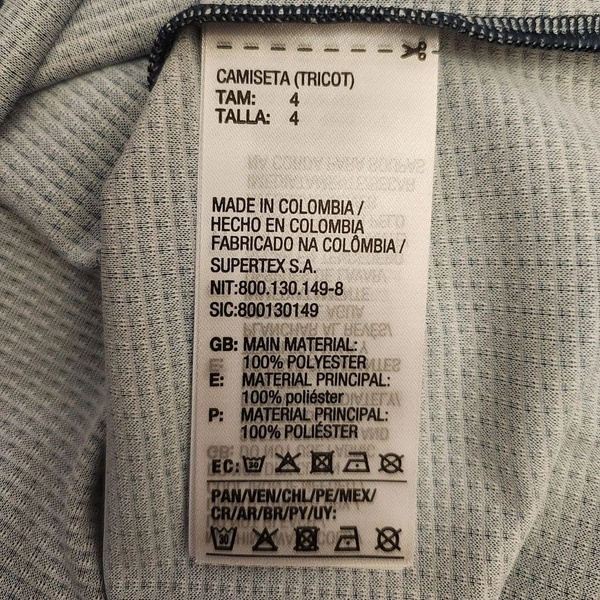 CAMISETA (TRICOT)
TAM: 4
TALLA: 4
MADE IN COLOMBIA /
HECHO EN COLOMBIA
FABRICADO NA COLÔMBIA /
SUPERTEX S.A.
NIT:800.130.149-8
SIC:800130149
GB: MAIN MATERIAL:
100% POLYESTER
E: MATERIAL PRINCIPAL:
100% poliéster
P: MATERIAL PRINCIPAL:
100% POLIÉSTER
EC: 30
PAN/VEN/CHL/PE/MEX/
CR/AR/BR/PY/UY:
30